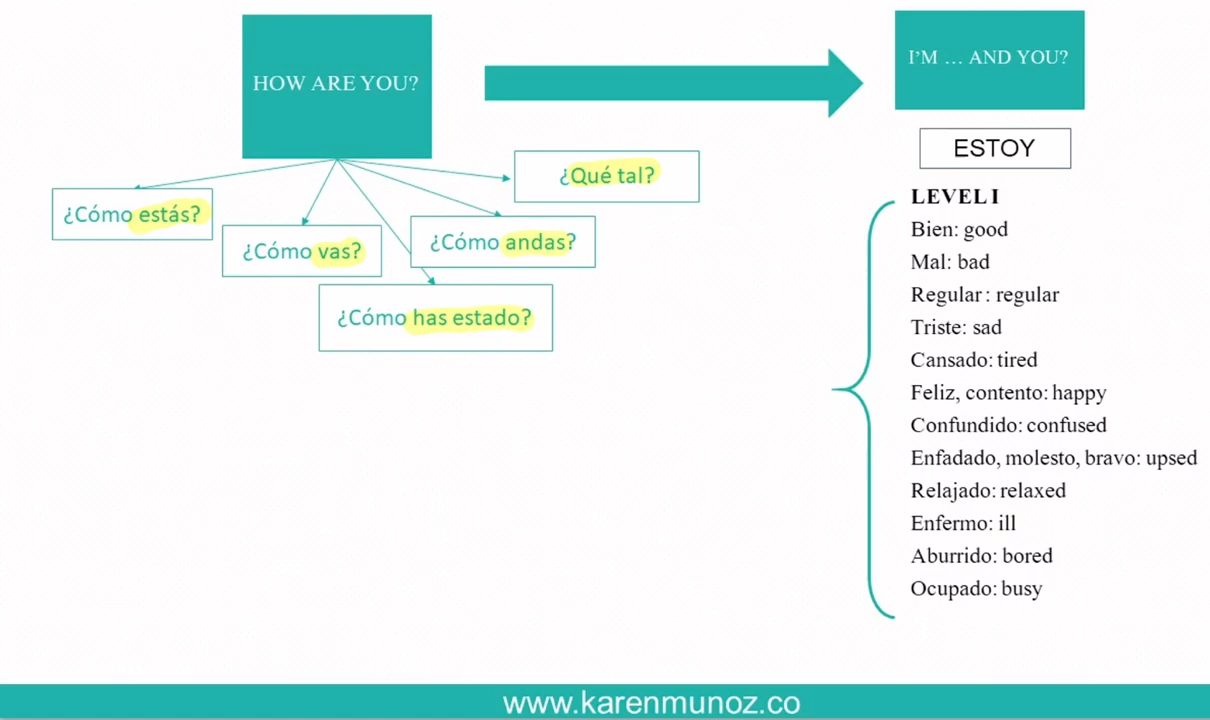 HOW ARE YOU?
I'M ... AND YOU?
ESTOY
¿Qué tal?
¿Cómo estás?
¿Cómo vas?
¿Cómo andas?
¿Cómo has estado?
LEVEL I
Bien: good
Mal: bad
Regular : regular
Triste: sad
Cansado: tired
Feliz, contento: happy
Confundido: confused
Enfadado, molesto, bravo: upsed
Relajado: relaxed
Enfermo: ill
Aburrido: bored
Ocupado: busy
www.karenmunoz.co